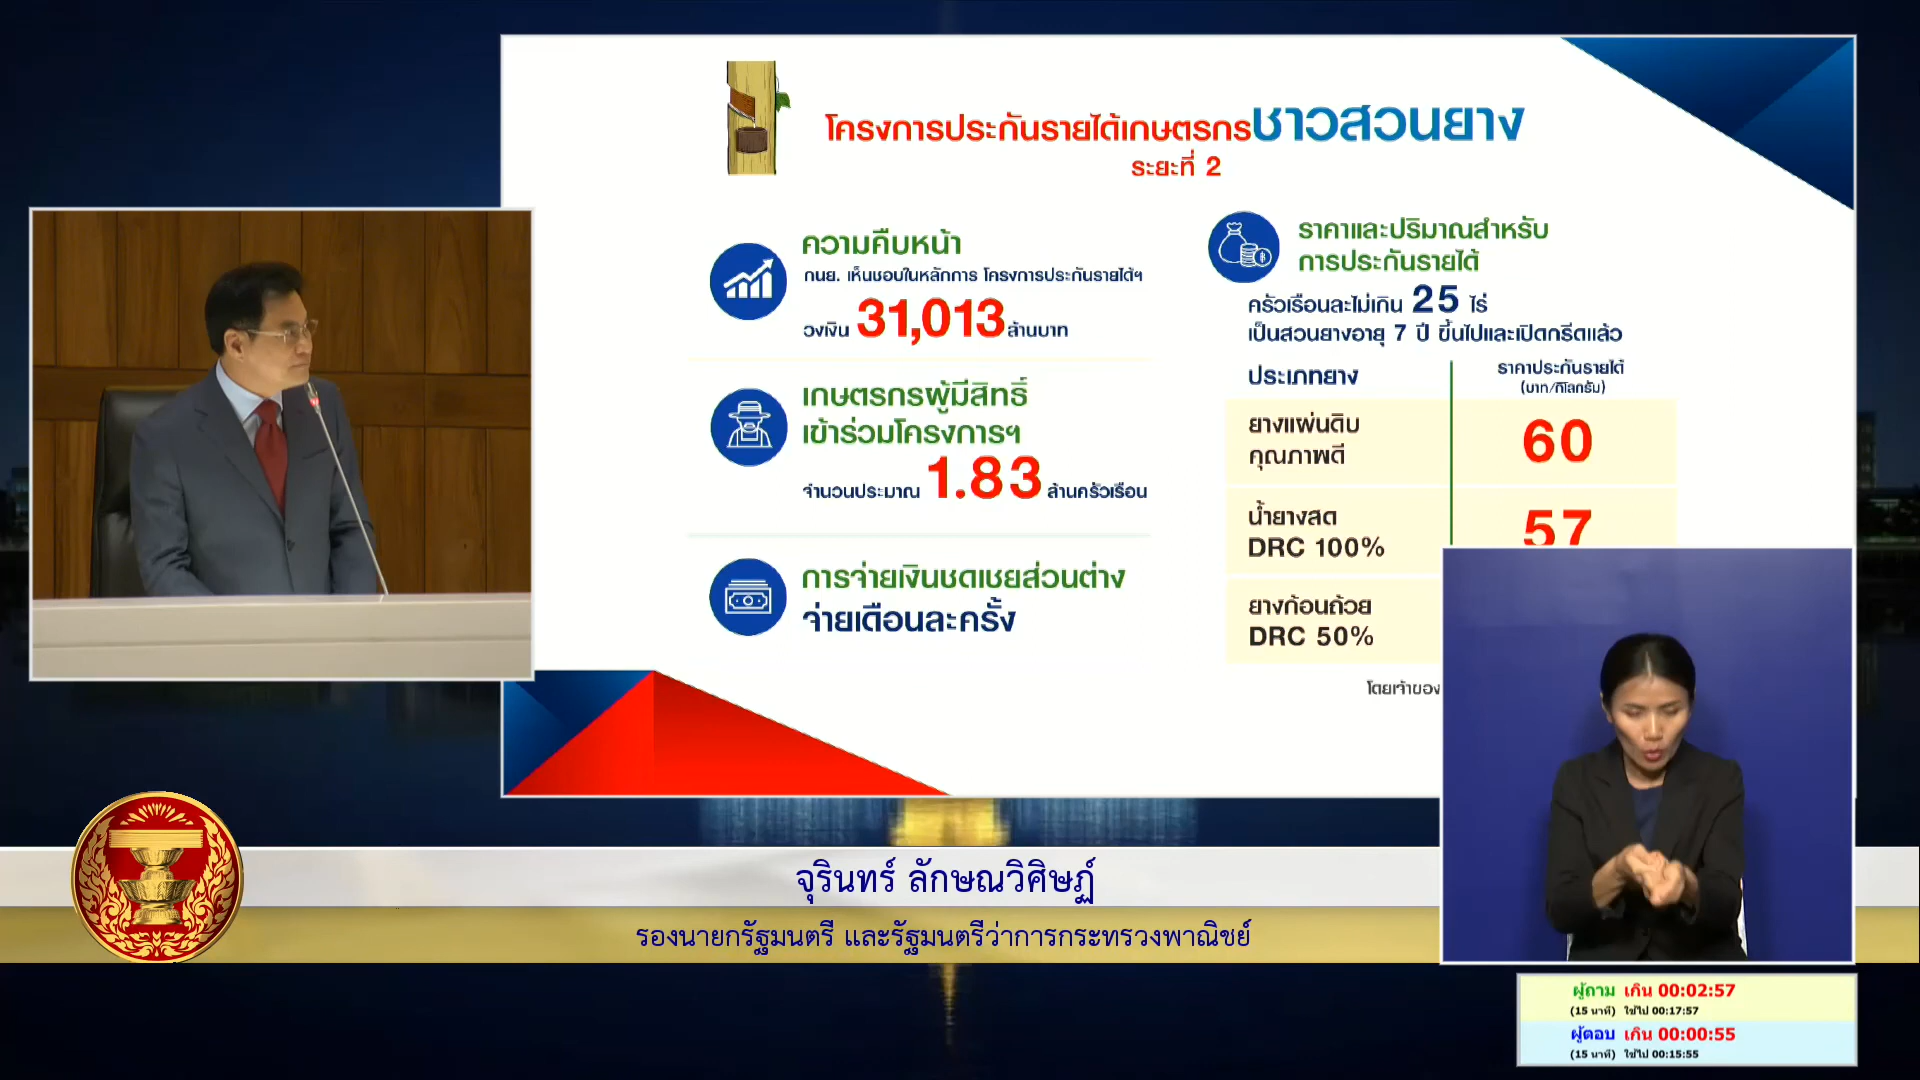 โครงการประกันรายได้เกษตรกรชาวสวนยาง
ระยะที่ 2
ความคืบหน้า
กนย. เห็นชอบในหลักการ โครงการประกันรายได้ฯ
วงเงิน 31,013 ล้านบาท
เกษตรกรผู้มีสิทธิ์
เข้าร่วมโครงการฯ
จำนวนประมาณ 1.83 ล้านครัวเรือน
การจ่ายเงินชดเชยส่วนต่าง
จ่ายเดือนละครั้ง
ราคาและปริมาณสำหรับ
การประกันรายได้
ครัวเรือนละไม่เกิน 25 ไร่
เป็นสวนยางอายุ 7 ปี ขึ้นไปและเปิดกรีดแล้ว
ประเภทยาง
ราคาประกันรายได้
(บาท/กิโลกรัม)
ยางแผ่นดิบ
คุณภาพดี
60
น้ำยางสด
DRC 100%
57
ยางก้อนถ้วย
DRC 50%
โดยเจ้าของ
จุรินทร์ ลักษณวิศิษฏ์
รองนายกรัฐมนตรี และรัฐมนตรีว่าการกระทรวงพาณิชย์
ผู้ถาม เกิน 00:02:57
(15 นาที) ใช้ไป 00:17:57
ผู้ตอบ เกิน 00:00:55
(15 นาที) ใช้ไป 00:15:55